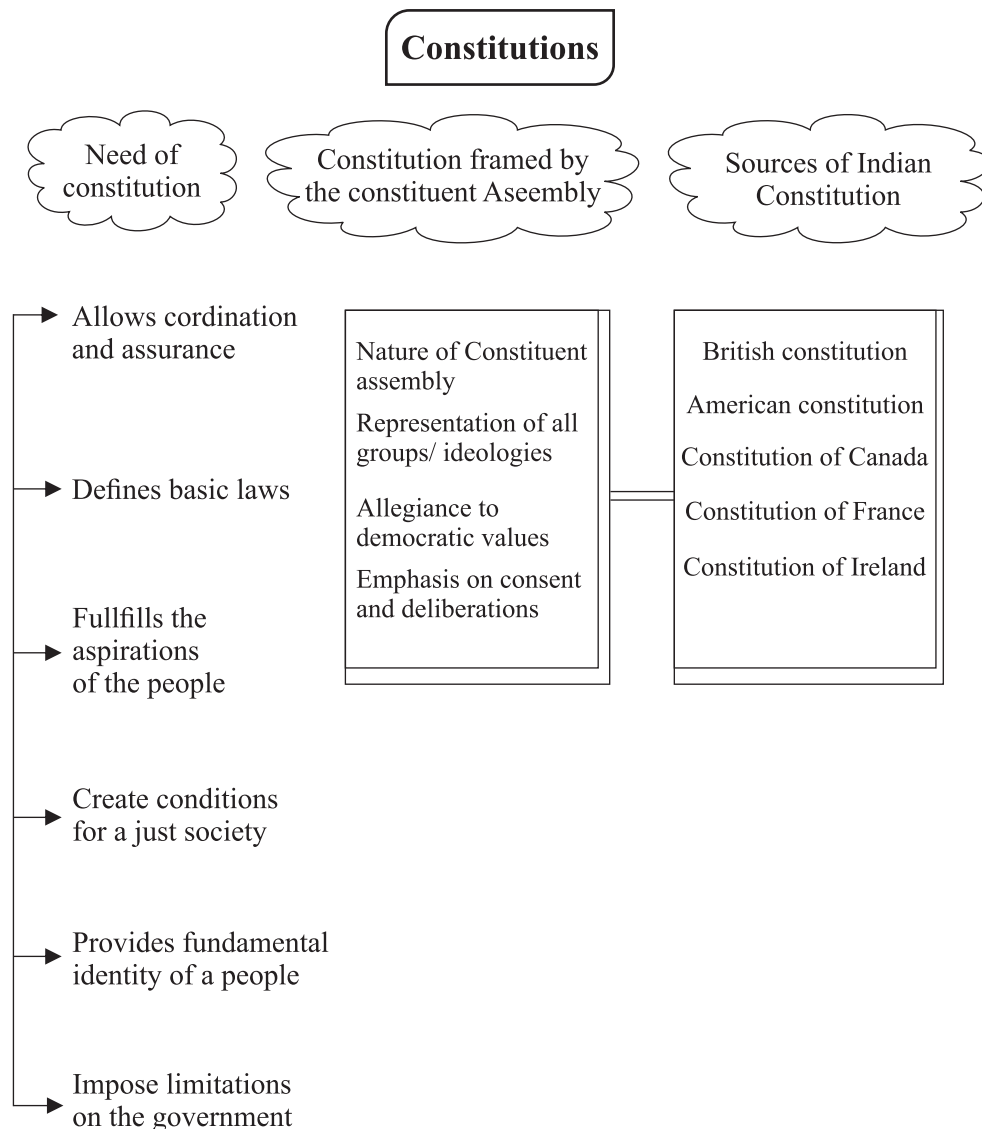 Constitutions
Need of
constitution
Constitution framed by
the constituent Aseembly
Sources of Indian
Constitution
Allows cordination
and assurance
Defines basic laws
Fullfills the
aspirations
of the people
Create conditions
for a just society
Provides fundamental
identity of a people
Impose limitations
on the government
Nature of Constituent
assembly
Representation of all
groups/ ideologies
Allegiance to
democratic values
Emphasis on consent
and deliberations
British constitution
American constitution
Constitution of Canada
Constitution of France
Constitution of Ireland